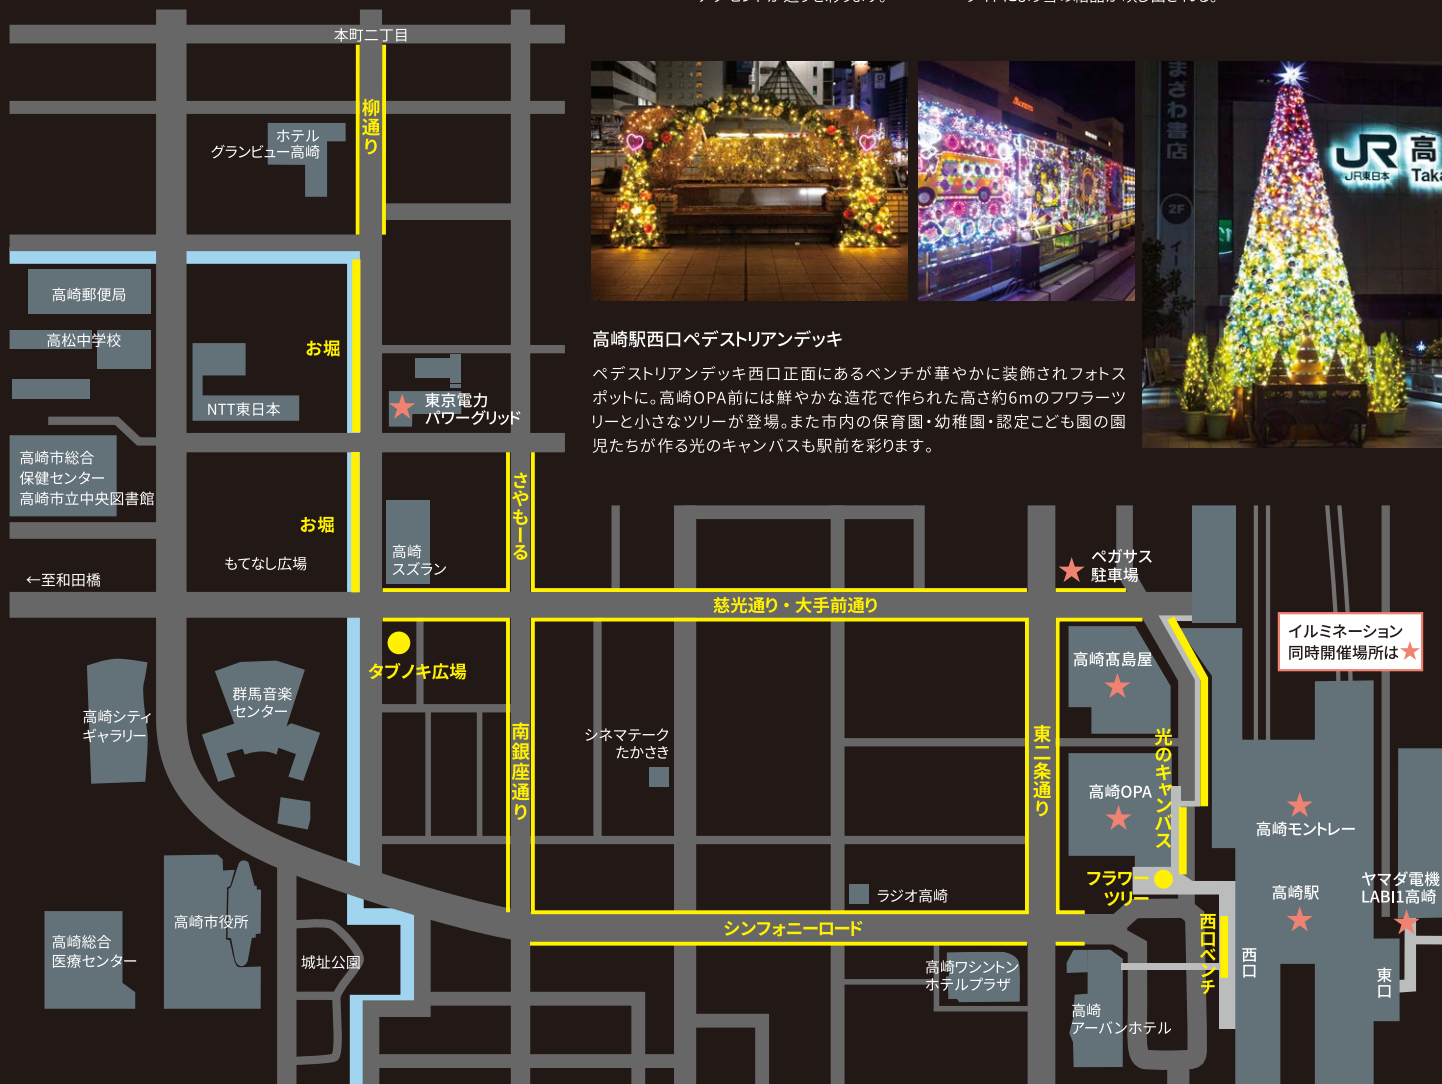 本町二丁目
柳通り
ホテル
グランビュー高崎
まざわ書店
2F
JR
JR東日本
高
Taka
高崎郵便局
高松中学校
お堀
NTT東日本
東京電力
パワーグリッド
高崎駅西口ペデストリアンデッキ
ペデストリアンデッキ西口正面にあるベンチが華やかに装飾されフォトス
ポットに。高崎OPA前には鮮やかな造花で作られた高さ約6mのフワラーツ
リーと小さなツリーが登場。また市内の保育園・幼稚園・認定こども園の園
児たちが作る光のキャンバスも駅前を彩ります。
高崎市総合
保健センター
高崎市立中央図書館
さやもーる
お堀
もてなし広場
高崎
スズラン
←至和田橋
ペガサス
駐車場
慈光通り・大手前通り
イルミネーション
同時開催場所は★
タブノキ広場
高崎髙島屋
高崎シティ
ギャラリー
群馬音楽
センター
南銀座通り
シネマテーク
たかさき
東二条通り
光のキャンバス
高崎OPA
高崎モントレー
フラワー
ツリー
ラジオ高崎
高崎駅
ヤマダ電機
LABI1高崎
高崎市役所
シンフォニーロード
西口ベンチ
西口
高崎総合
医療センター
城址公園
高崎ワシントン
ホテルプラザ
東口
高崎
アーバンホテル